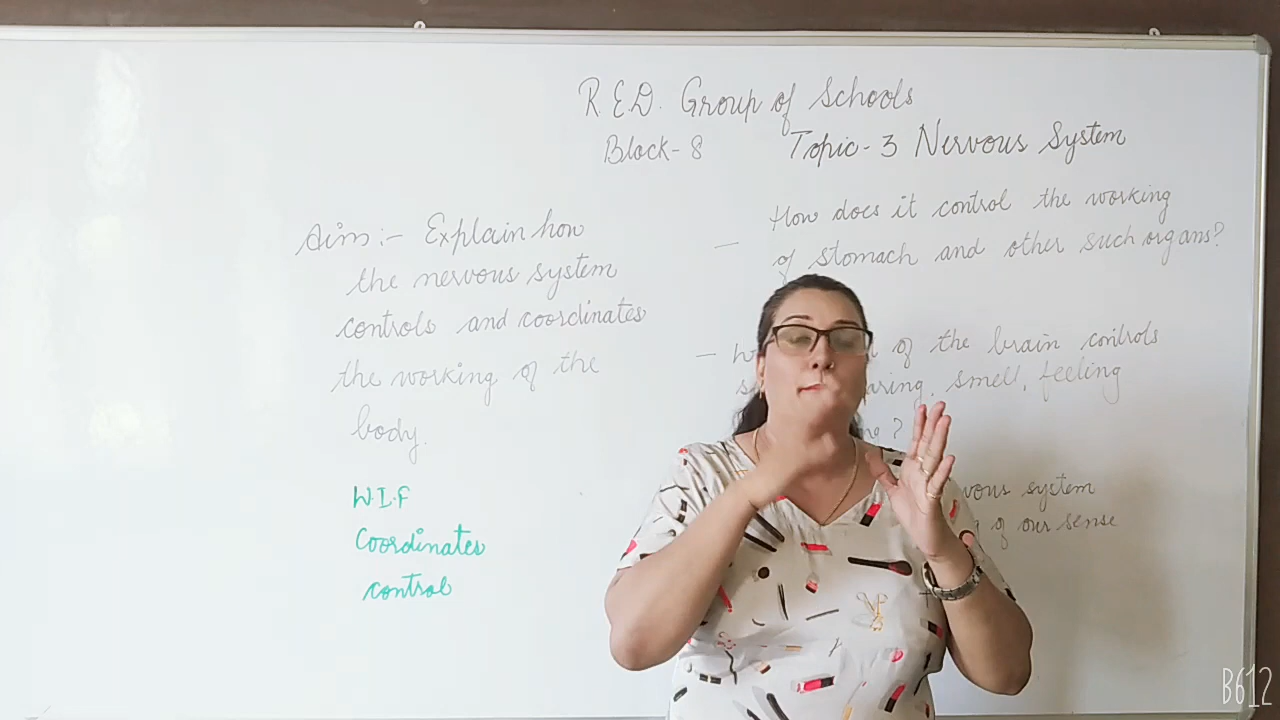 R.E.D. Group of Schools
Block-8 Topic-3 Nervous System
Aim:- Explain how
the nervous system
controls and coordinates
the working of the
body.
W.I.F
Coordinates
control
How does it control the working
— of stomach and other such organs?
— of the brain controls
smell, feeling
?
system
of our sense
B612